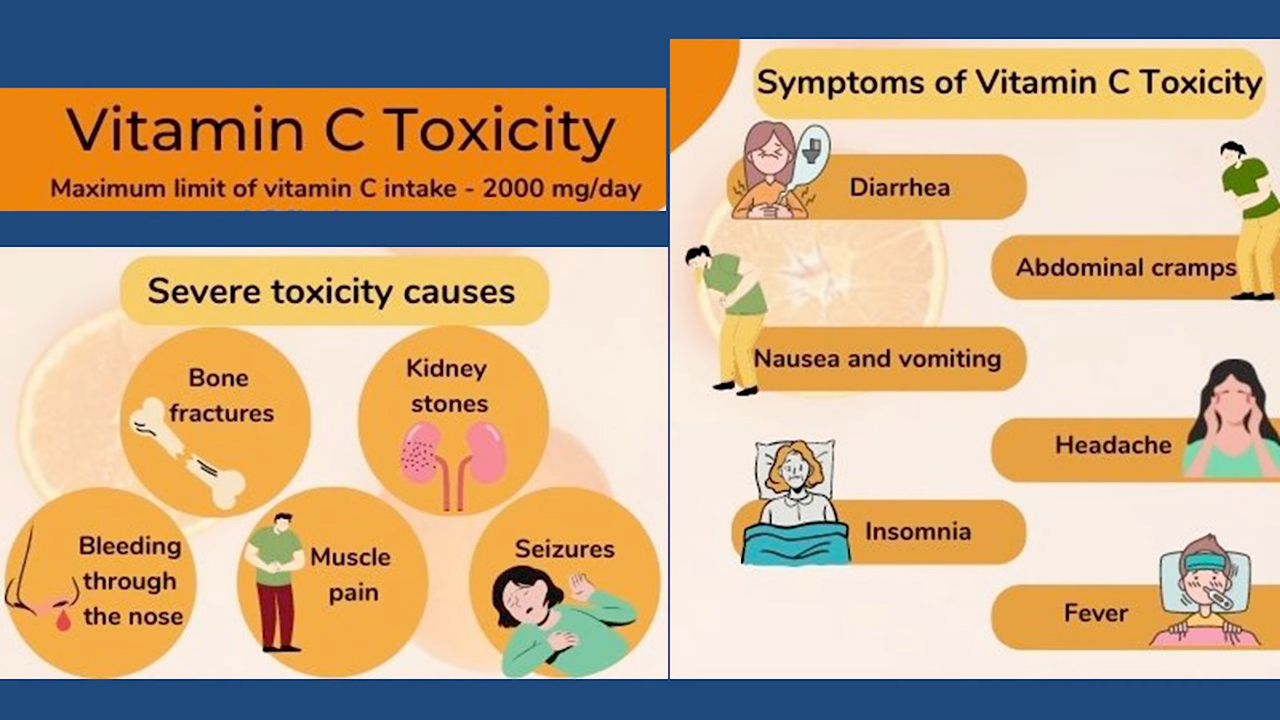 Vitamin C Toxicity
Maximum limit of vitamin C intake - 2000 mg/day
Severe toxicity causes
Bone
fractures
Kidney
stones
Bleeding
through
the nose
Muscle
pain
Seizures
Symptoms of Vitamin C Toxicity
Diarrhea
Abdominal cramps
Nausea and vomiting
Headache
Insomnia
Fever